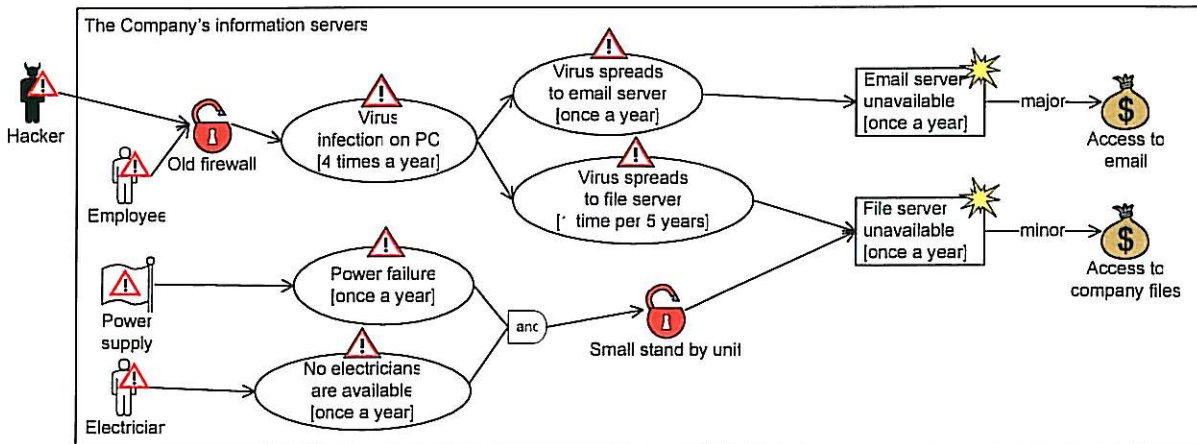 The Company's information servers
Hacker
Old firewall
Employee
Virus
infection on PC
[4 times a year]
Virus spreads
to email server
[once a year]
Virus spreads
to file server
[1 time per 5 years]
Email server
unavailable
[once a year]
major
Access to
email
File server
unavailable
[once a year]
minor
Access to
company files
Power
supply
Power failure
[once a year]
and
Small stand by unit
Electrician
No electricians
are available
[once a year]